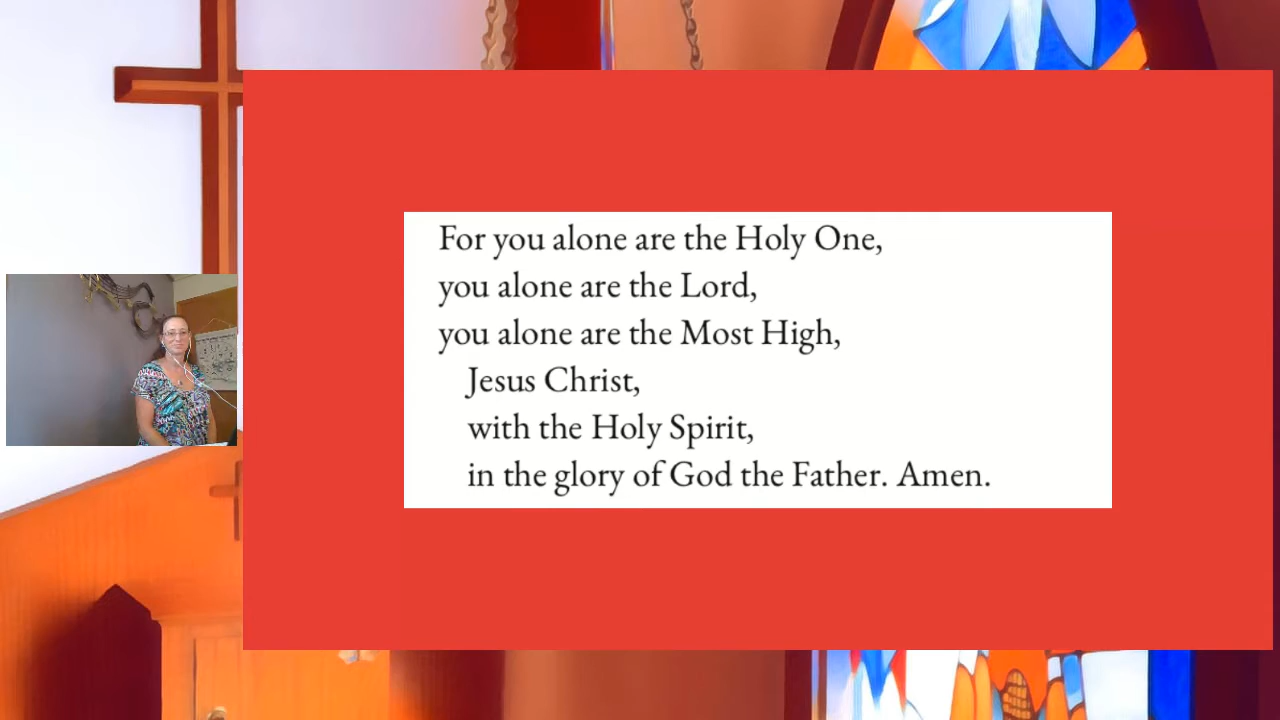 For you alone are the Holy One,
you alone are the Lord,
you alone are the Most High,
Jesus Christ,
with the Holy Spirit,
in the glory of God the Father. Amen.